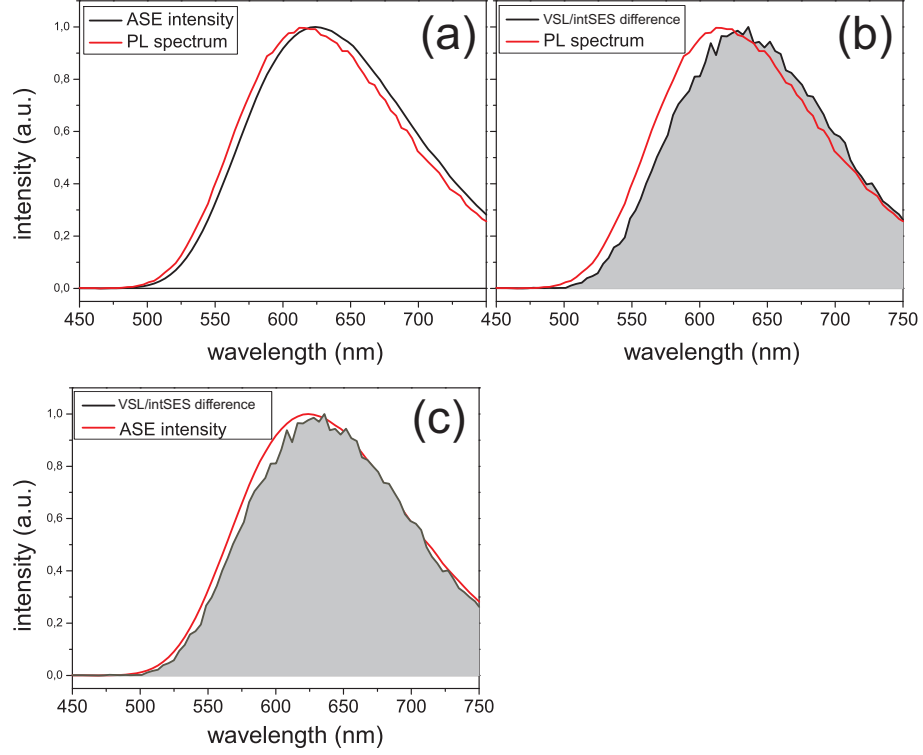 ASE intensity
PL spectrum
(a)
1,0
0,8
0,6
0,4
0,2
0,0
intensity (a.u.)
450 500 550 600 650 700
wavelength (nm)
VSL/intSES difference
PL spectrum
(b)
450 500 550 600 650 700 750
wavelength (nm)
VSL/intSES difference
ASE intensity
(c)
1,0
0,8
0,6
0,4
0,2
0,0
intensity (a.u.)
450 500 550 600 650 700 750
wavelength (nm)